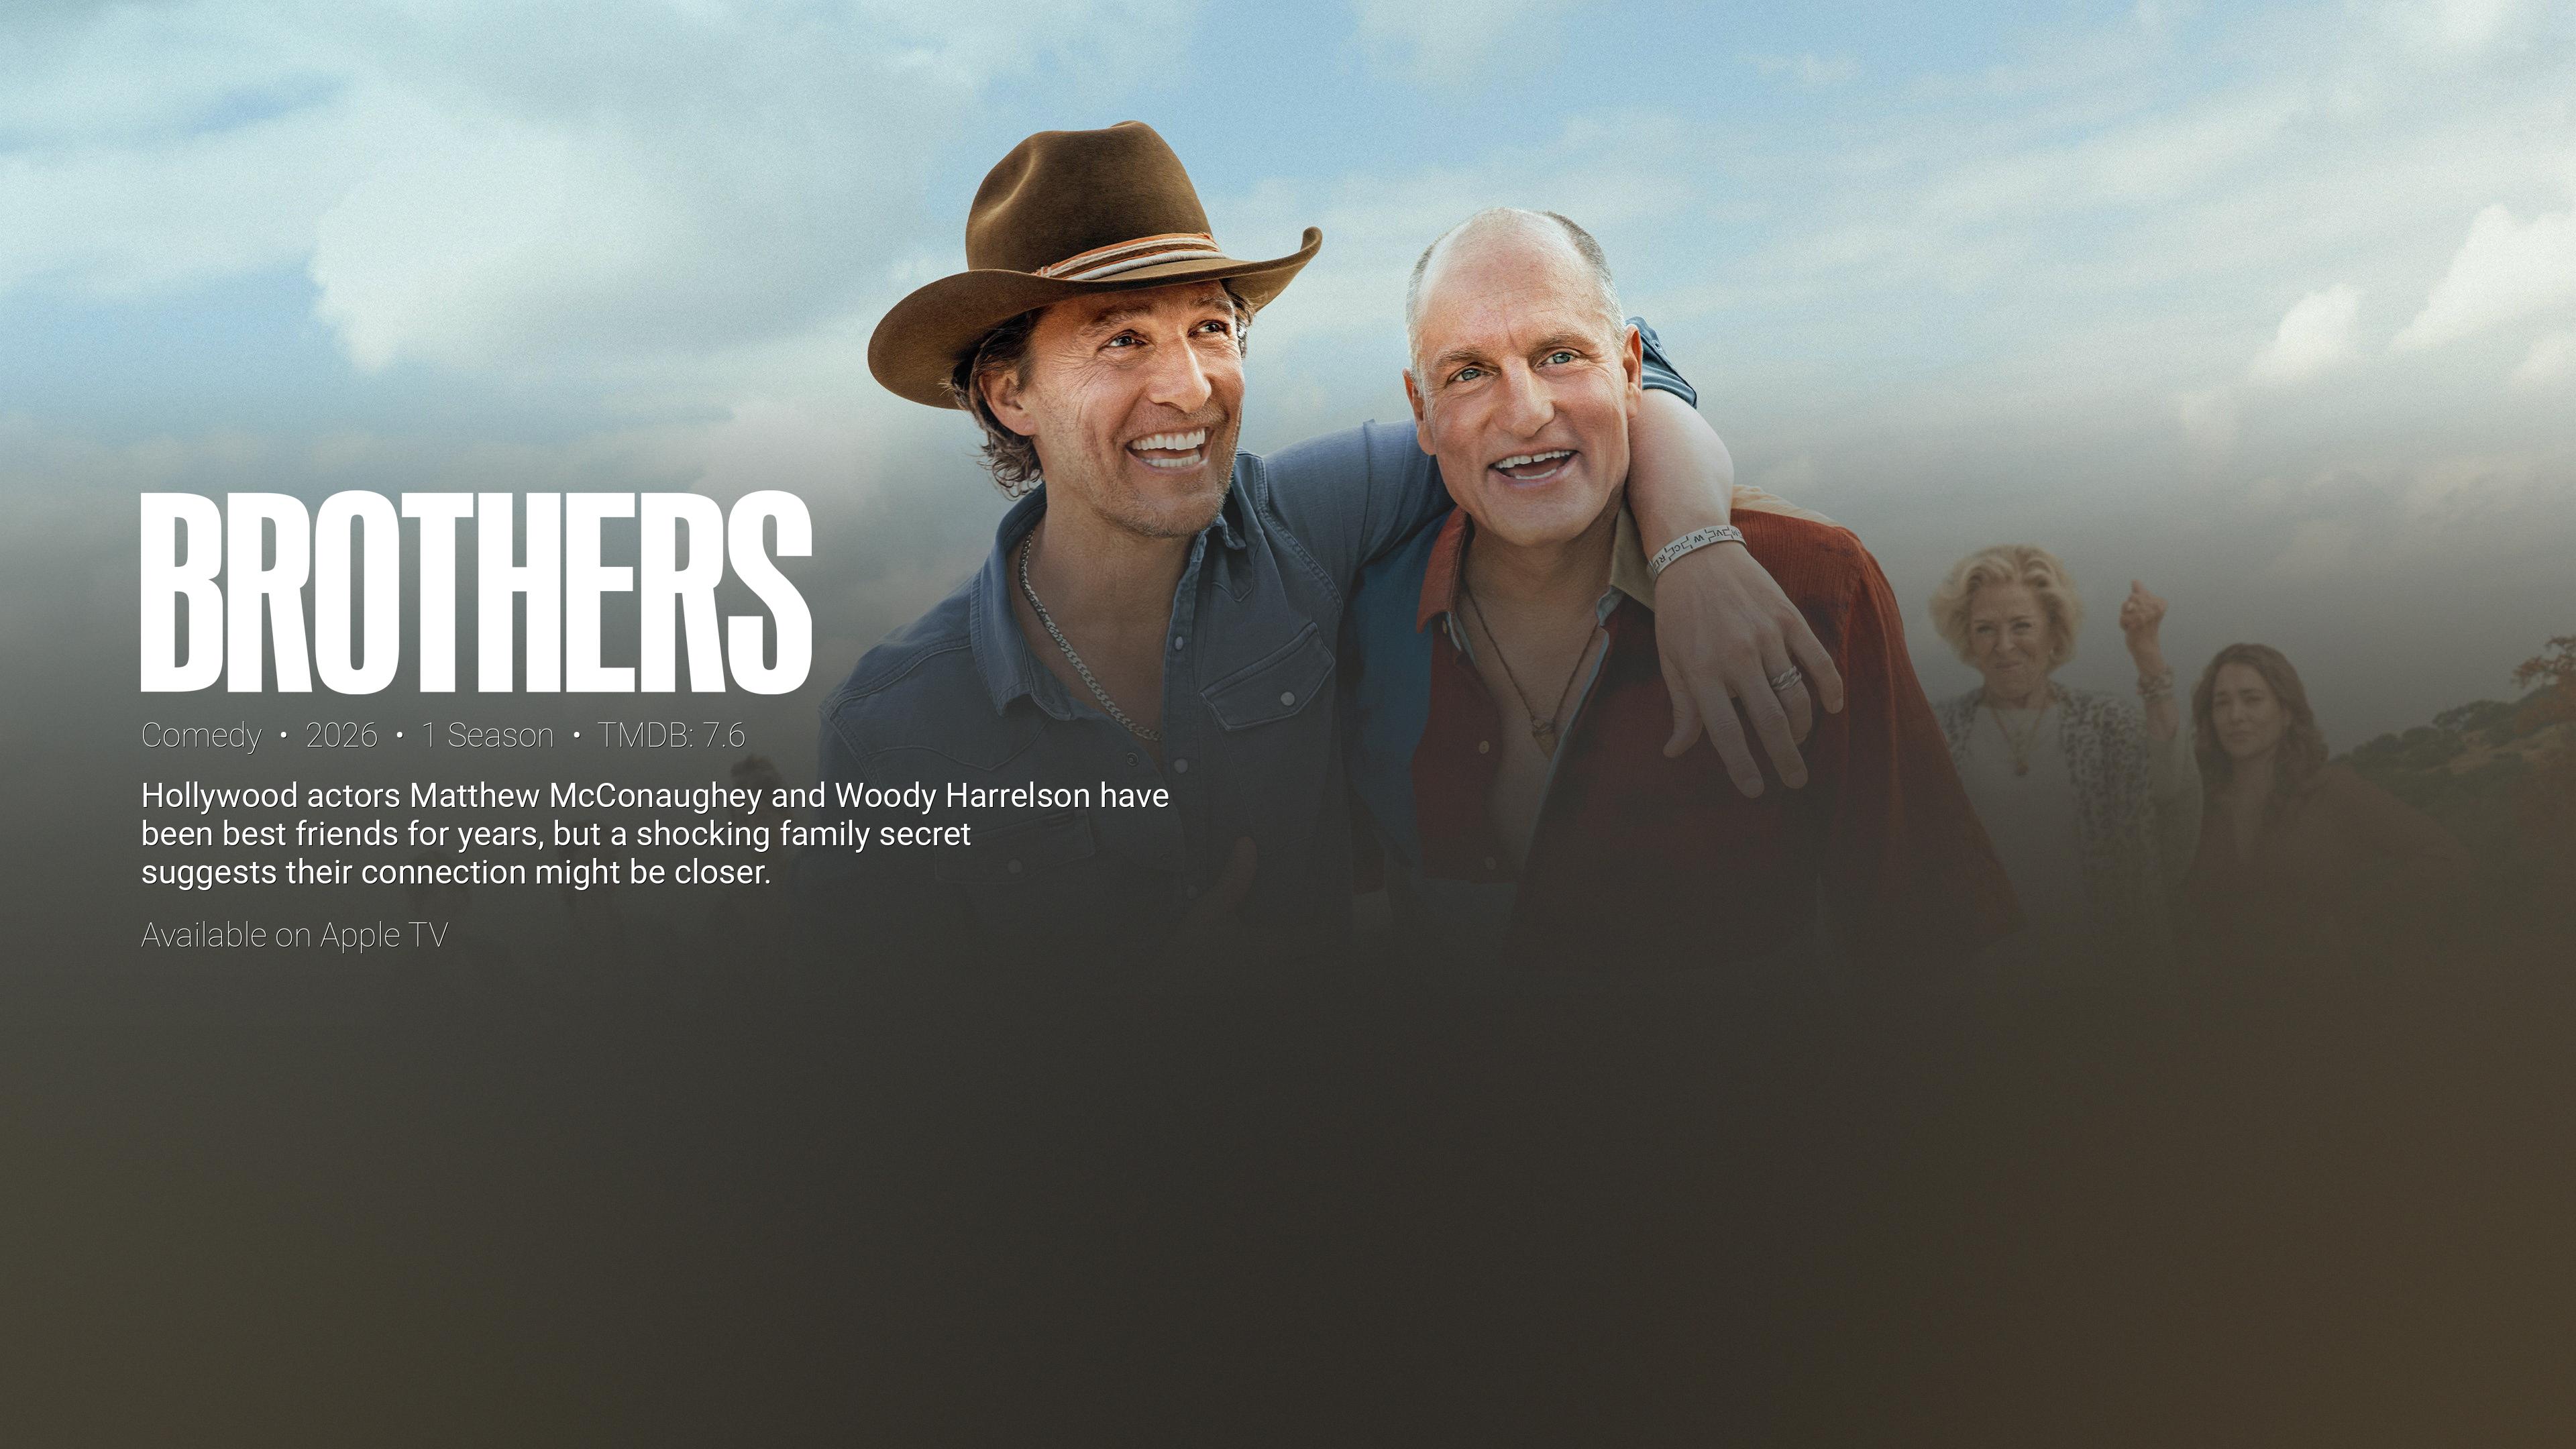 BROTHERS
Comedy • 2026 • 1 Season • TMDB: 7.6
Hollywood actors Matthew McConaughey and Woody Harrelson have
been best friends for years, but a shocking family secret
suggests their connection might be closer.
Available on Apple TV